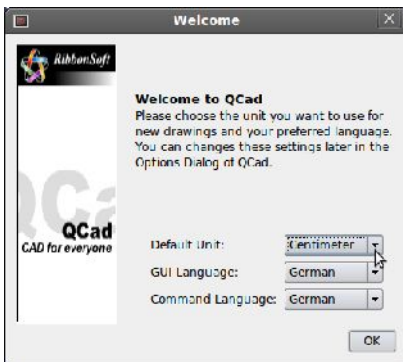 Welcome
RibbonSoft
Welcome to QCad
Please choose the unit you want to use for
new drawings and your preferred language.
You can changes these settings later in the
Options Dialog of QCad.
QCad
QCad
CAD for everyone
Default Unit: Centimeter
GUI Language: German
Command Language: German
OK